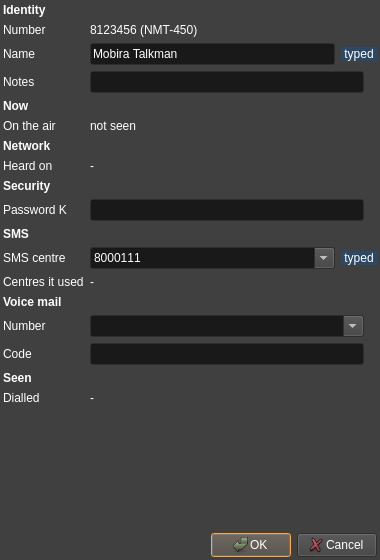 Identity
Number 8123456 (NMT-450)
Name Mobira Talkman typed
Notes
Now
On the air not seen
Network
Heard on -
Security
Password K
SMS
SMS centre 8000111 typed
Centres it used -
Voice mail
Number
Code
Seen
Dialled -
OK Cancel